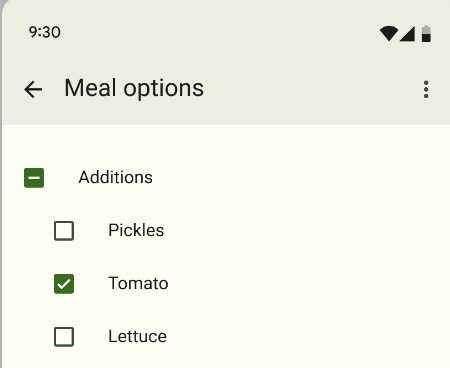 9:30
Meal options
Additions
Pickles
Tomato
Lettuce